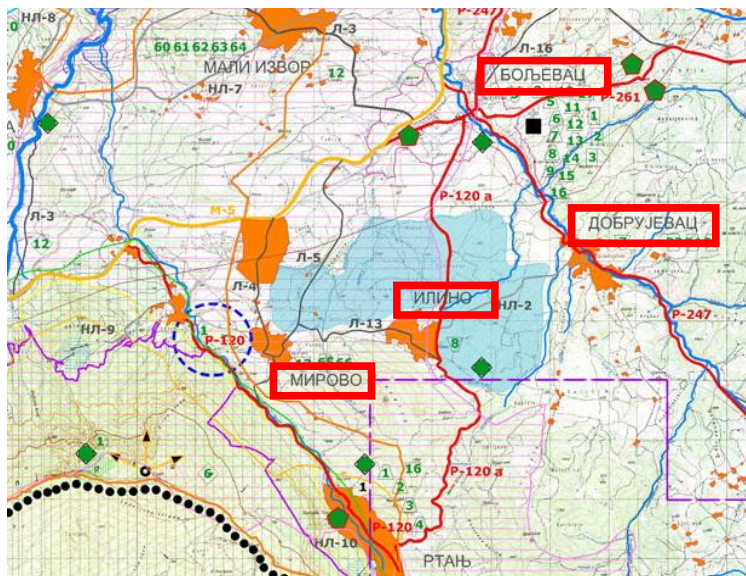 НЛ-8
Л-3
Р-247
60 61 62 63 64
МАЛИ ИЗВОР
12
НЛ-7
Л-16
БОЉЕВАЦ
Р-261
5
11
1
6
12
2
7
13
8
14
3
9
15
16
Л-3
12
М-5
Р-120 а
ДОБРУЈЕВАЦ
Л-5
Л-4
ИЛИНО
НЛ-2
НЛ-9
1
Р-120
Л-13
8
Р-247
МИРОВО
1
6
1
1
16
2
3
4
Р-120 а
Р-120
НЛ-10
РТАЊ